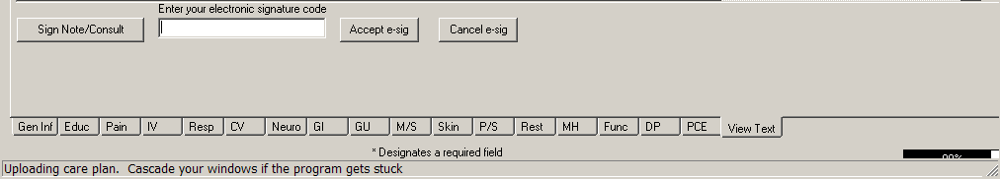 Enter your electronic signature code
Sign Note/Consult Accept e-sig Cancel e-sig
Gen Inf Educ Pain IV Resp CV Neuro GI GU M/S Skin P/S Rest MH Func DP PCE View Text
* Designates a required field
Uploading care plan. Cascade your windows if the program gets stuck